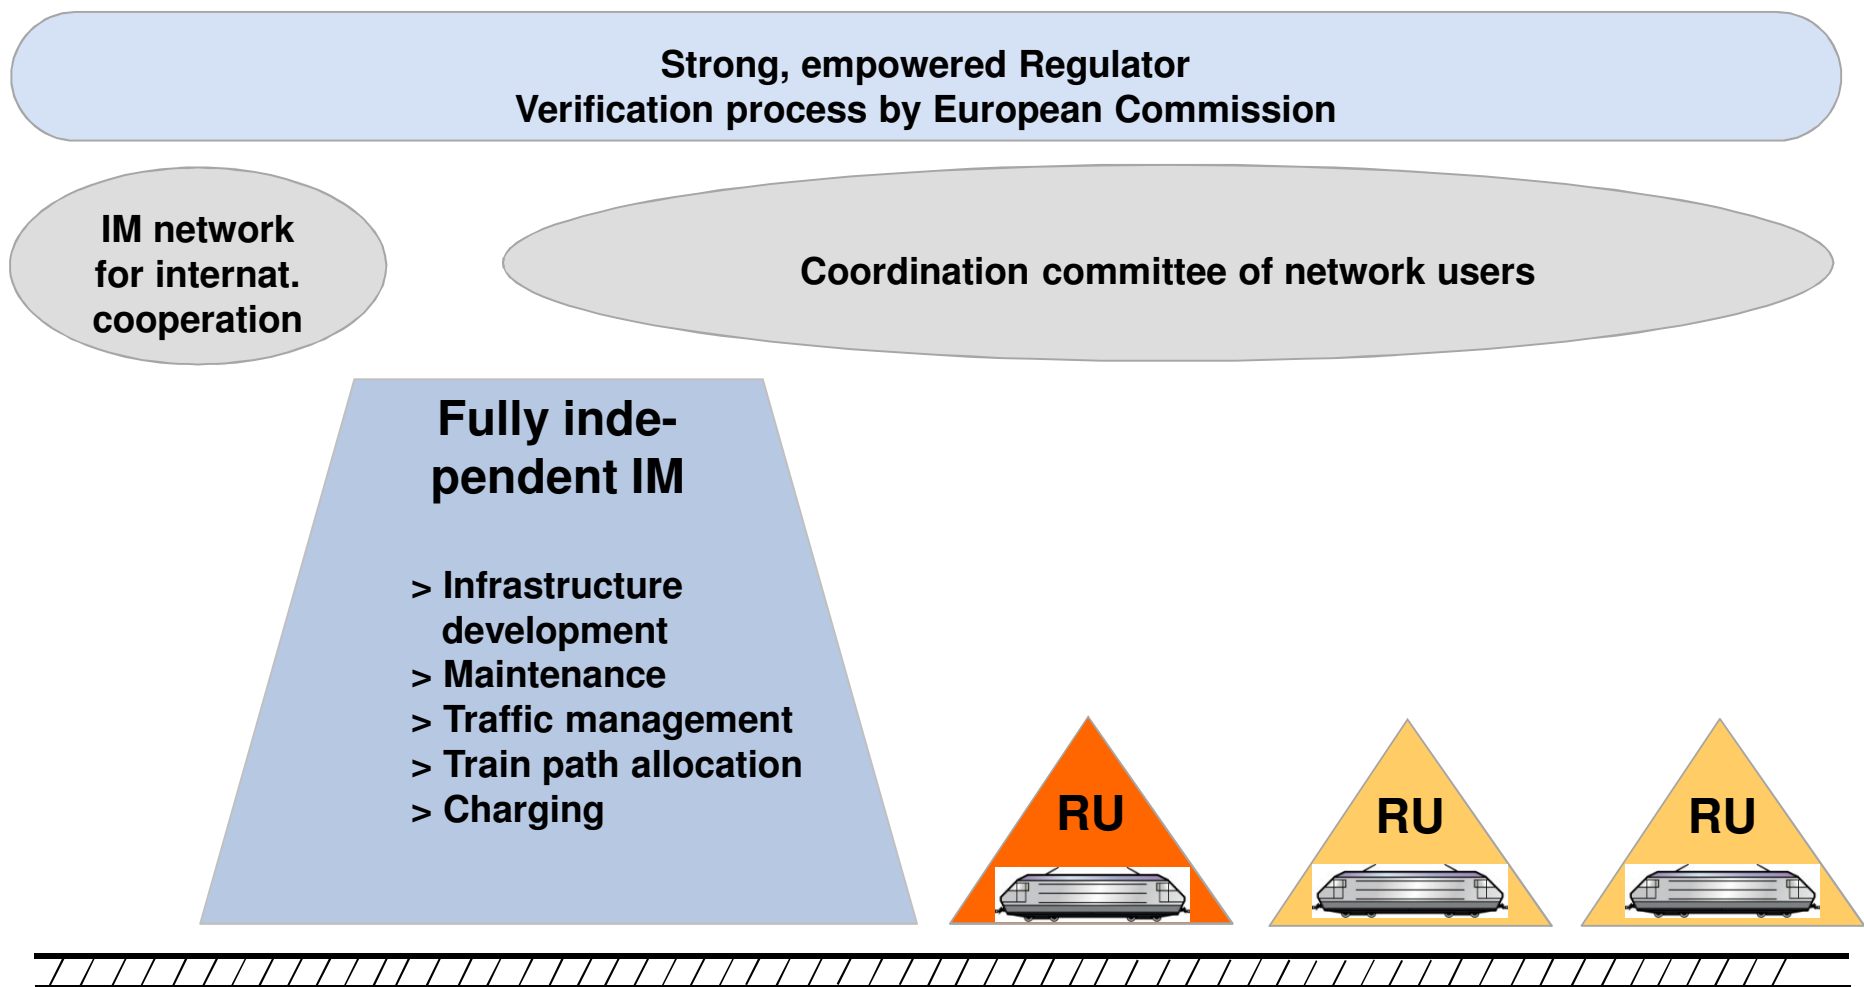 Strong, empowered Regulator
Verification process by European Commission
IM network
for internat.
cooperation
Coordination committee of network users
Fully inde-
pendent IM
> Infrastructure
development
> Maintenance
> Traffic management
> Train path allocation
> Charging
RU
RU
RU